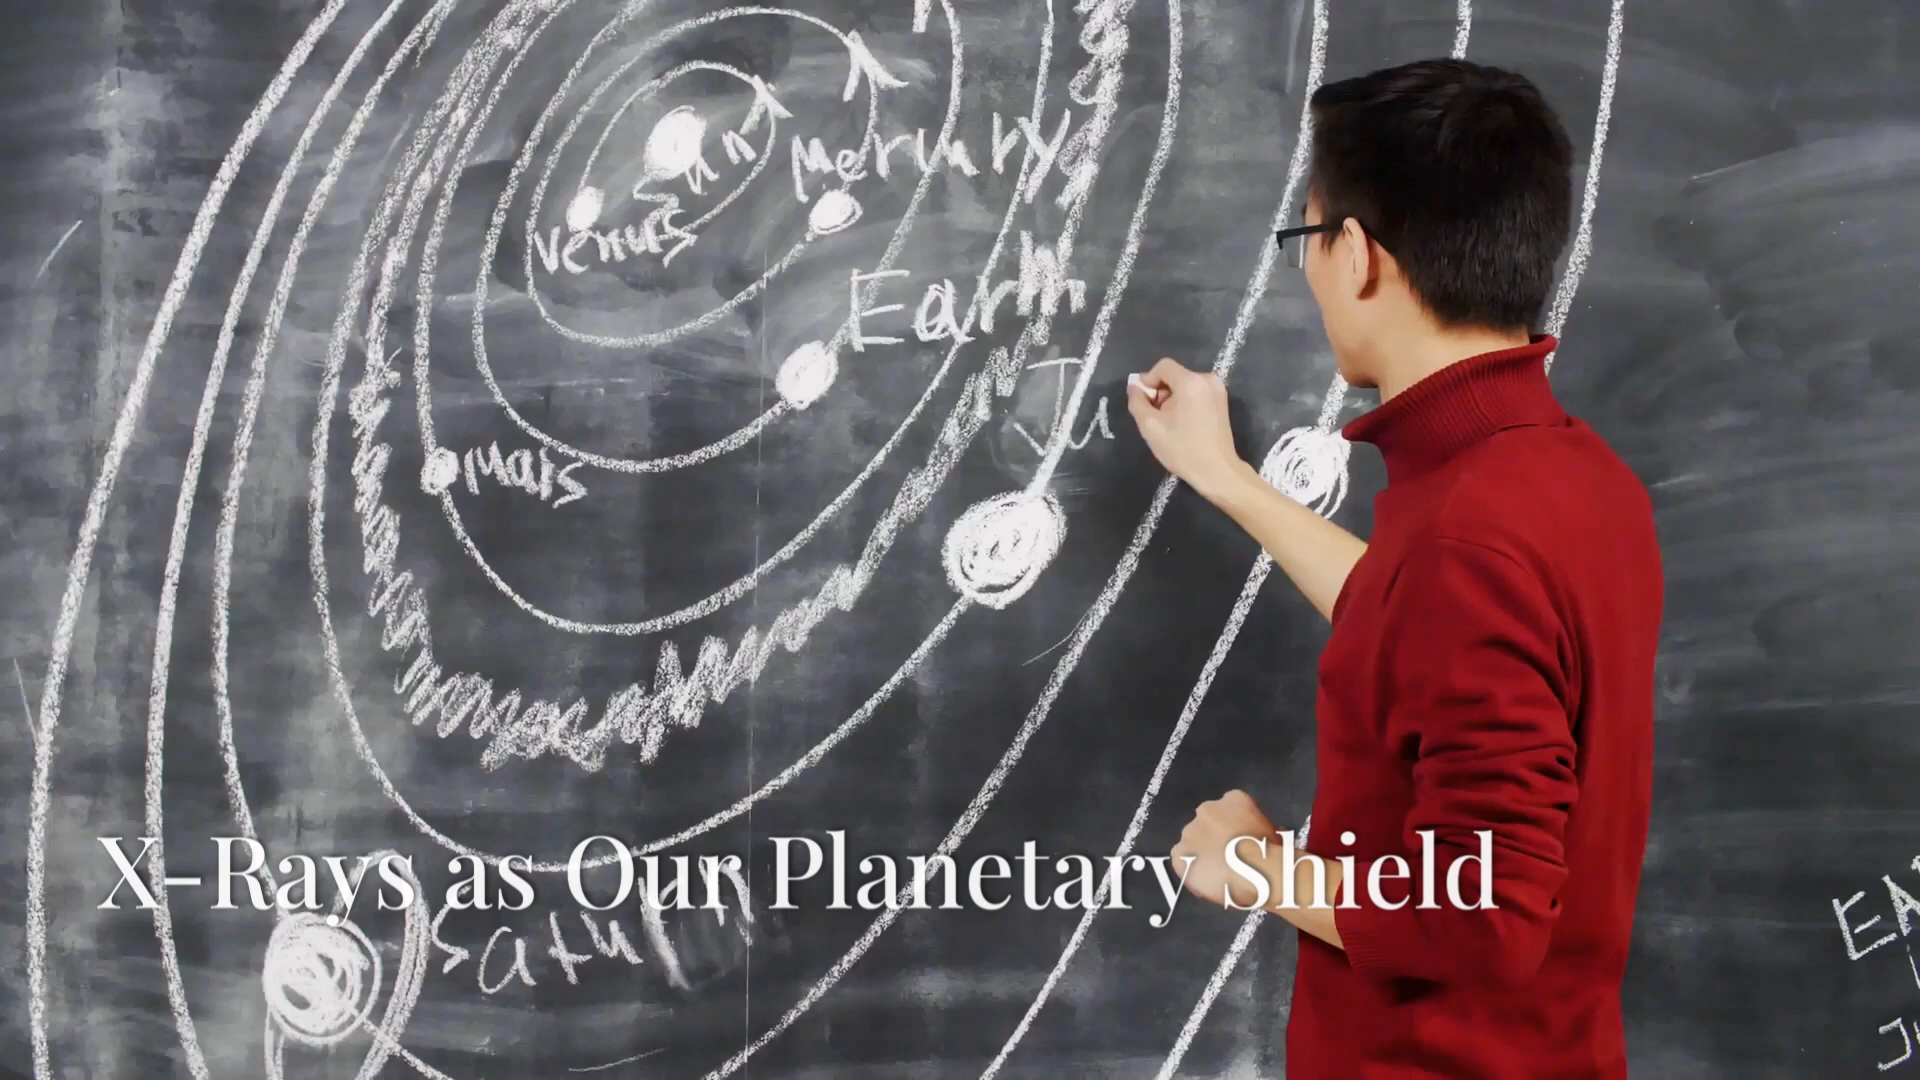 Sun
Mercury
Venus
Earth
Ju
Mars
X-Rays as Our Planetary Shield
Saturn